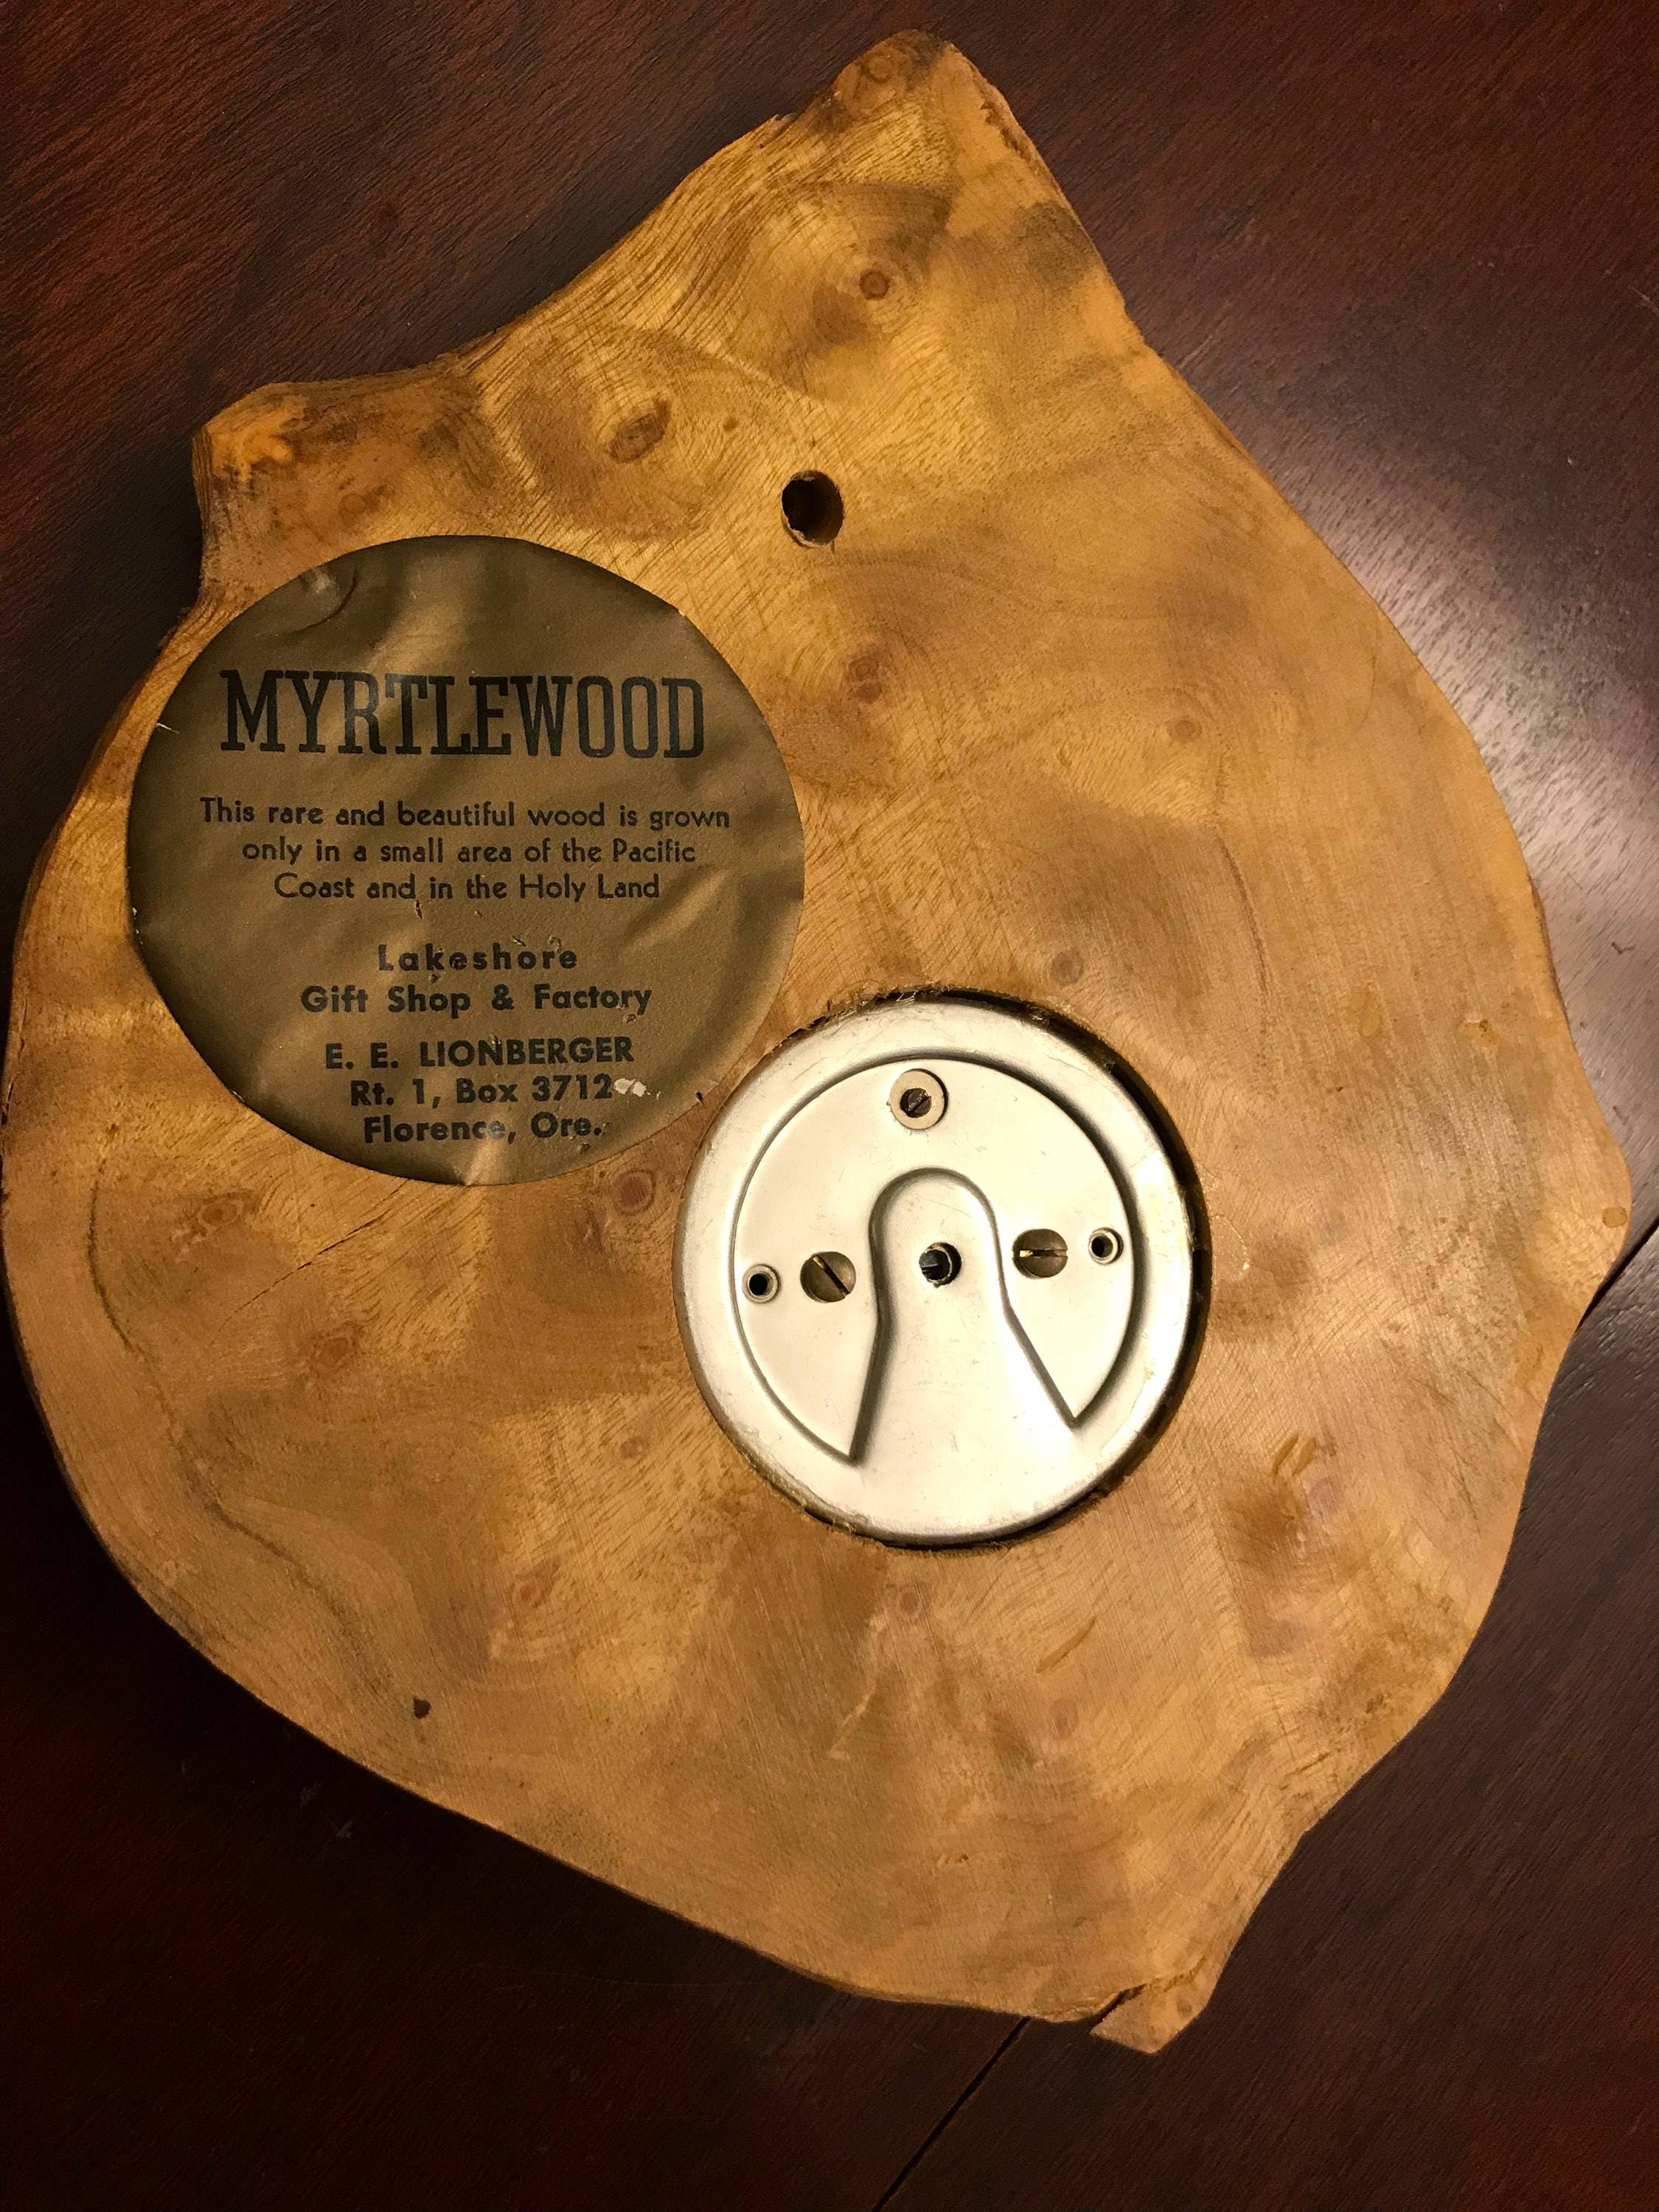 MYRTLEWOOD
This rare and beautiful wood is grown
only in a small area of the Pacific
Coast and in the Holy Land
Lakeshore
Gift Shop & Factory
E. E. LIONBERGER
Rt. 1, Box 3712
Florence, Ore.